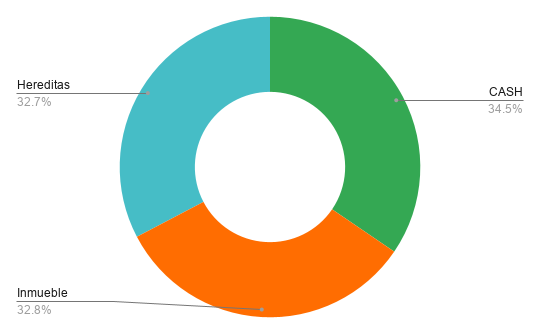 Hereditas
32.7%
CASH
34.5%
Inmueble
32.8%